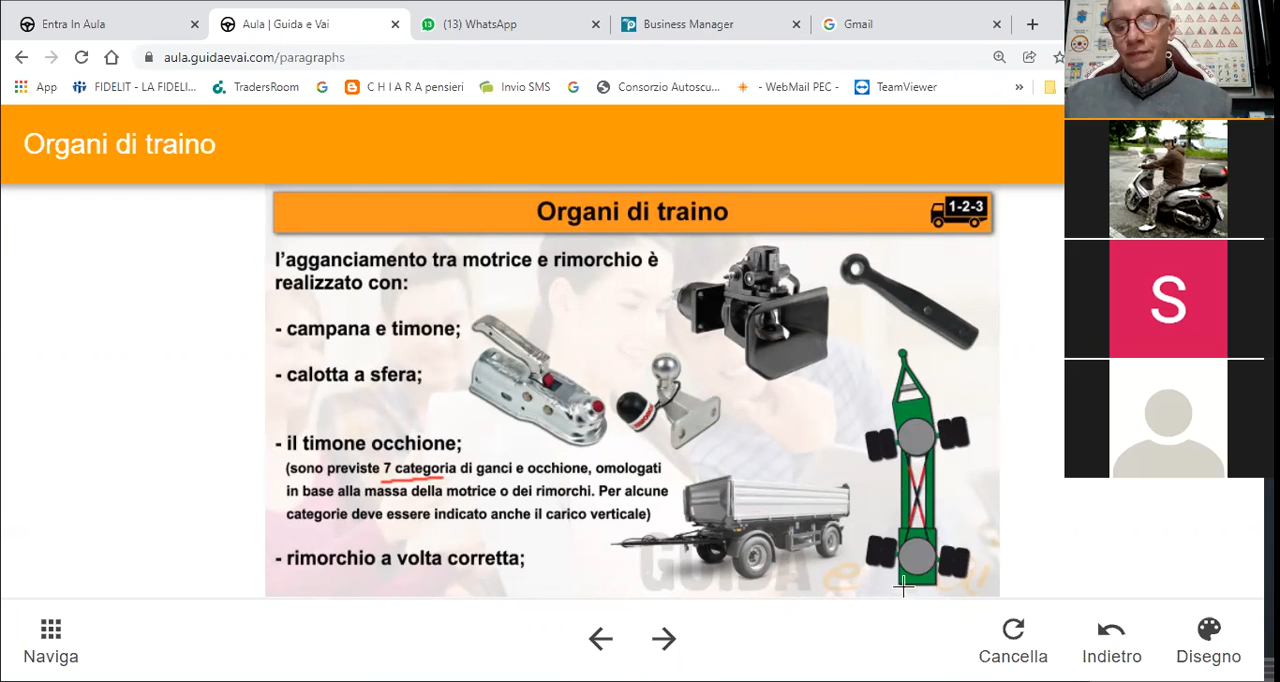 Entra In Aula
Aula | Guida e Vai
(13) WhatsApp
Business Manager
Gmail
aula.guidaevai.com/paragraphs
App
FIDELIT - LA FIDELI...
TradersRoom
C H I A R A pensieri
Invio SMS
Consorzio Autoscu...
- WebMail PEC -
TeamViewer
»
Organi di traino
Organi di traino
1-2-3
l'agganciamento tra motrice e rimorchio è
realizzato con:
- campana e timone;
- calotta a sfera;
- il timone occhione;
(sono previste 7 categoria di ganci e occhione, omologati
in base alla massa della motrice o dei rimorchi. Per alcune
categorie deve essere indicato anche il carico verticale)
- rimorchio a volta corretta;
GUIDA e
S
Naviga
Cancella
Indietro
Disegno